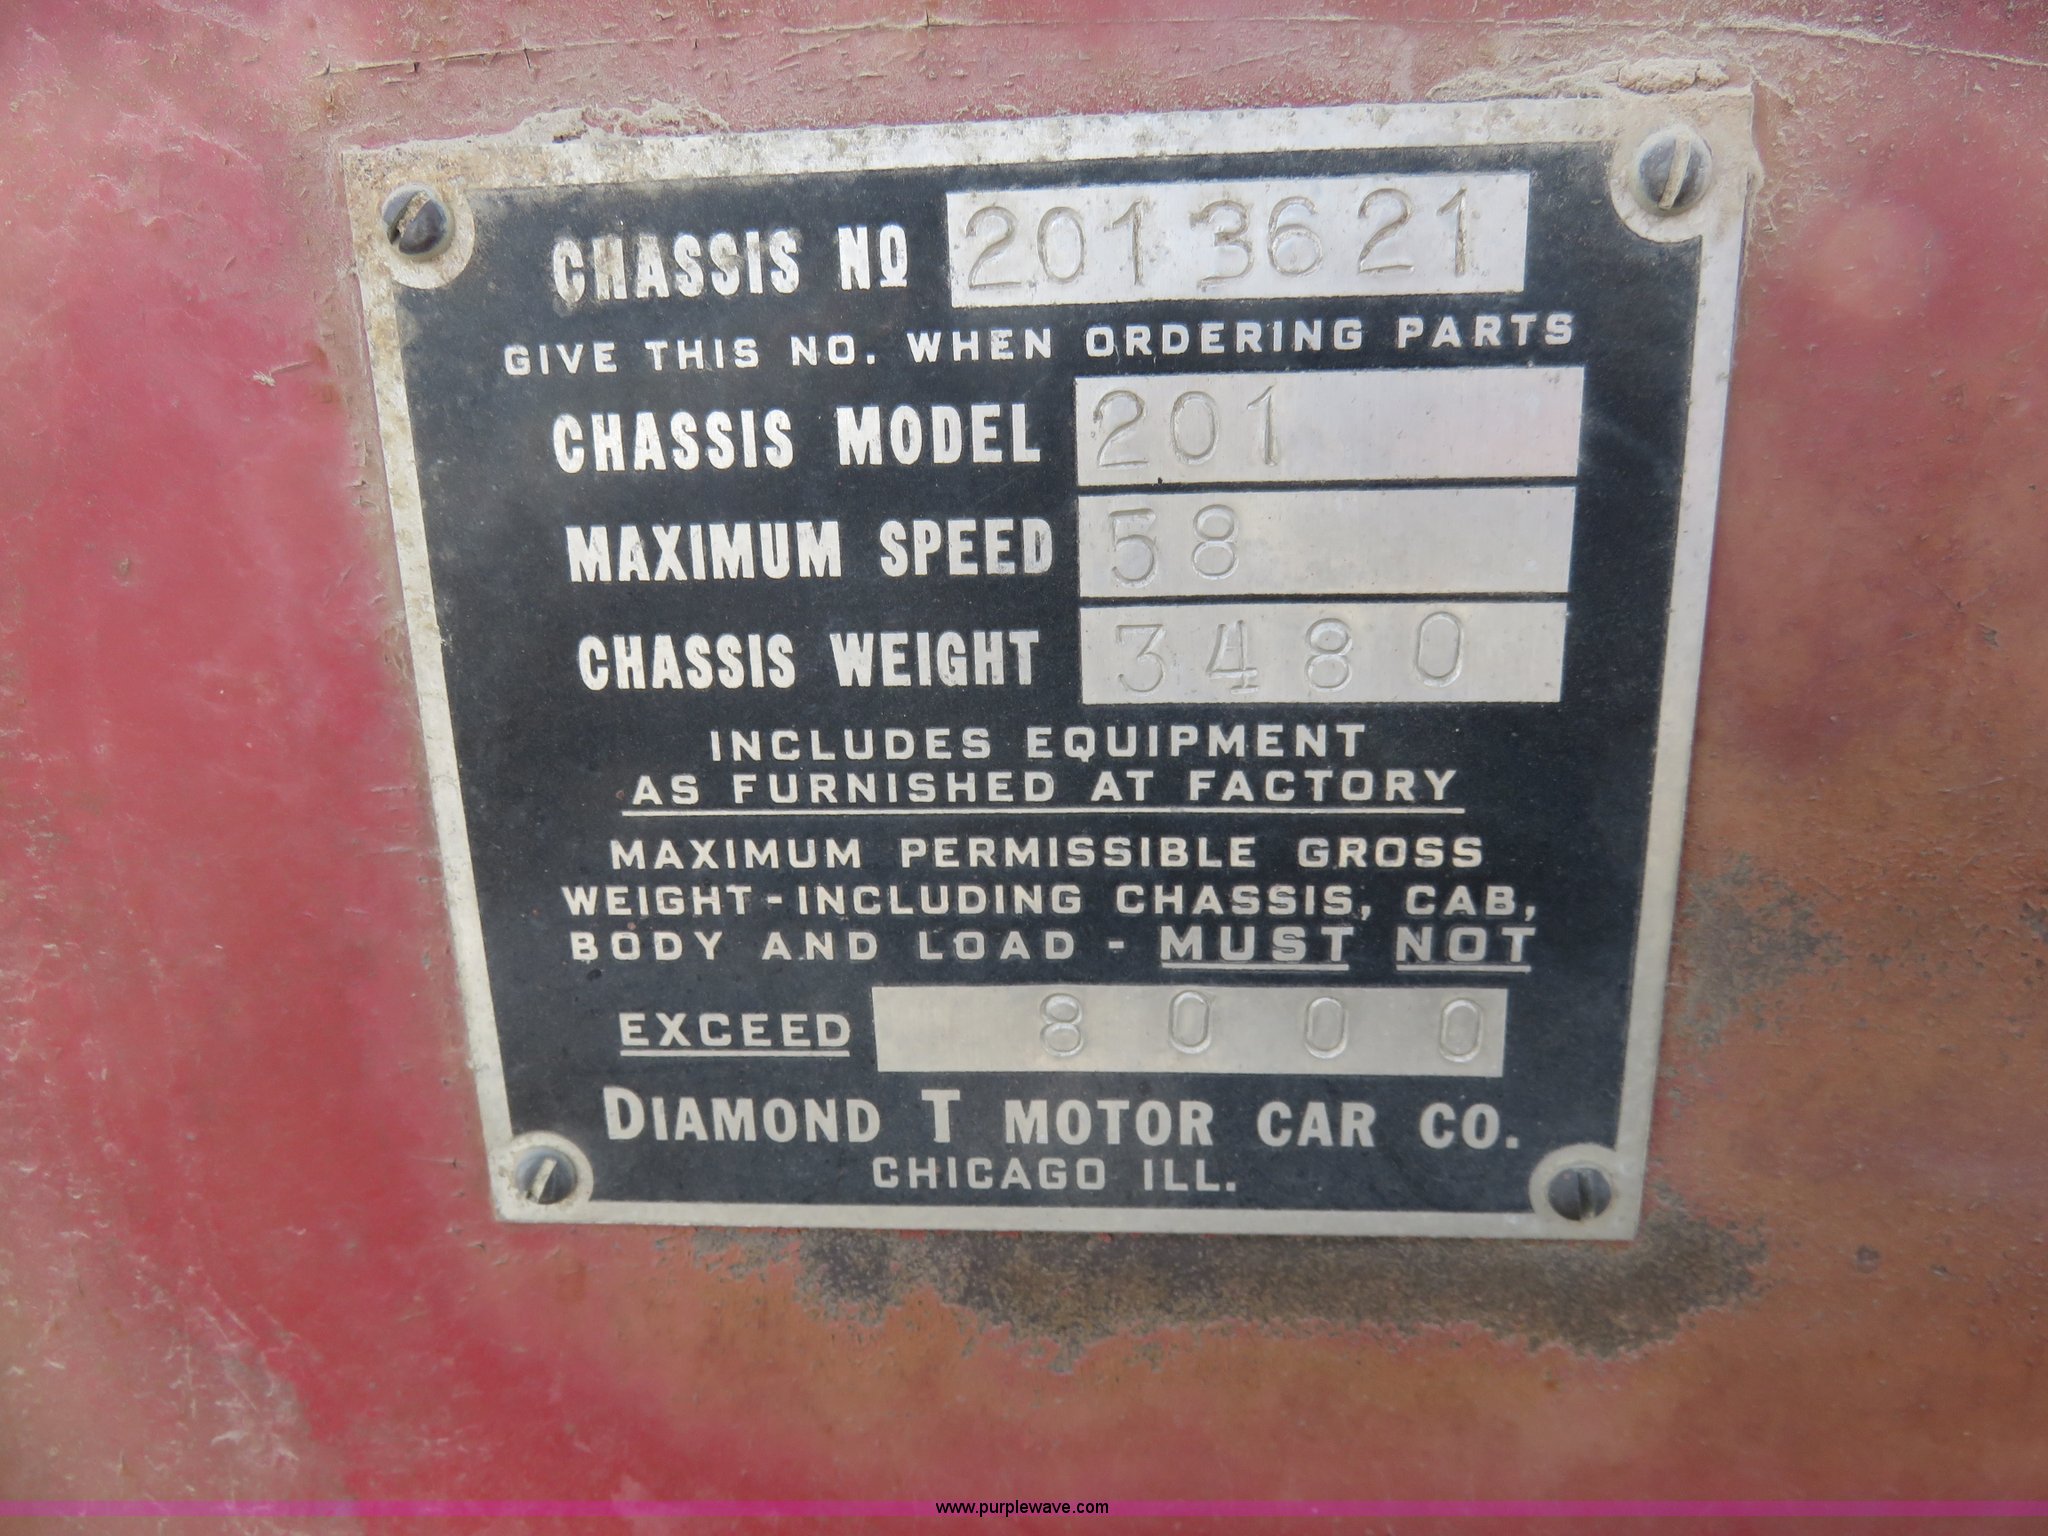 CHASSIS NO 2013621
GIVE THIS NO. WHEN ORDERING PARTS
CHASSIS MODEL 201
MAXIMUM SPEED 58
CHASSIS WEIGHT 3480
INCLUDES EQUIPMENT
AS FURNISHED AT FACTORY
MAXIMUM PERMISSIBLE GROSS
WEIGHT-INCLUDING CHASSIS, CAB,
BODY AND LOAD - MUST NOT
EXCEED 8000
DIAMOND T MOTOR CAR CO.
CHICAGO ILL.
www.purplewave.com